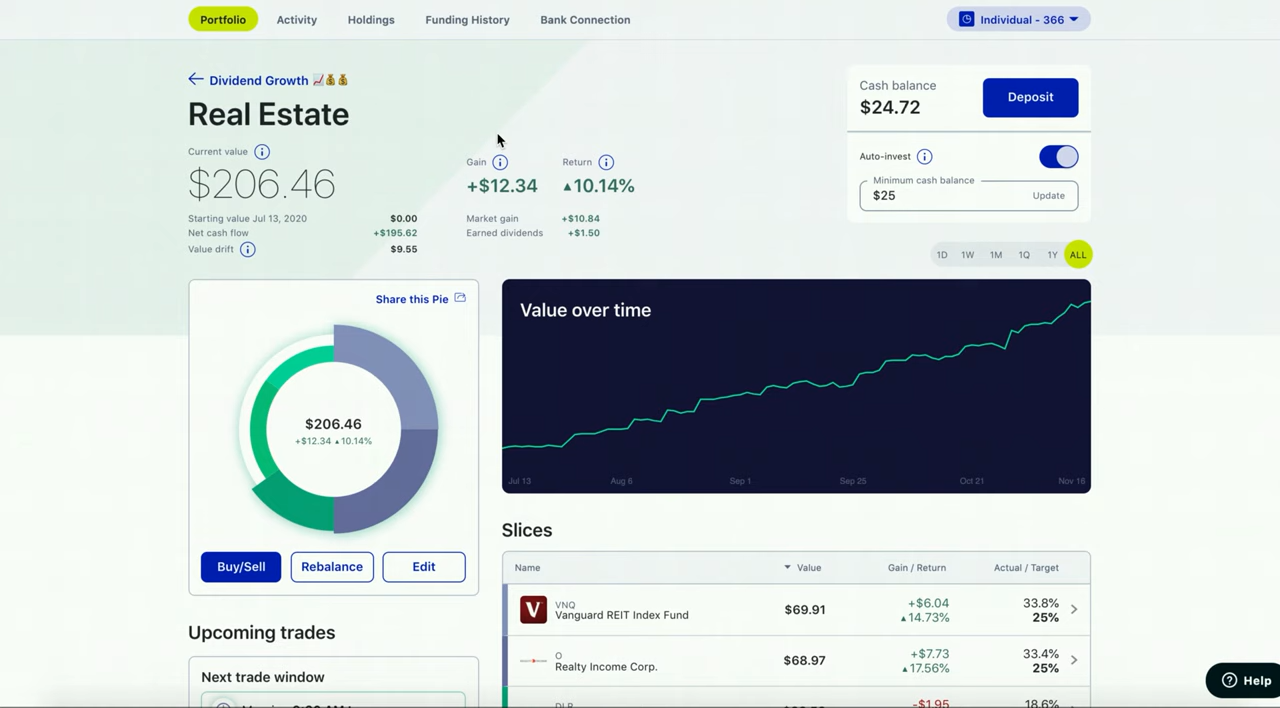 Portfolio Activity Holdings Funding History Bank Connection Individual - 366
Dividend Growth 📈💰💰
Real Estate
Current value
$206.46
Starting value Jul 13, 2020 $0.00
Net cash flow +$195.62
Value drift $9.55
Gain Return
+$12.34 ▲10.14%
Market gain +$10.84
Earned dividends +$1.50
Cash balance
$24.72
Deposit
Auto-invest
Minimum cash balance
$25 Update
1D 1W 1M 1Q 1Y ALL
Share this Pie
$206.46
+$12.34 ▲10.14%
Buy/Sell Rebalance Edit
Value over time
Jul 13 Aug 6 Sep 1 Sep 25 Oct 21 Nov 16
Slices
Name Value Gain / Return Actual / Target
V
VNQ
Vanguard REIT Index Fund
$69.91
+$6.04
▲14.73%
33.8%
25%
O
Realty Income Corp.
$68.97
+$7.73
▲17.56%
33.4%
25%
DLR
-$1.95
18.6%
Upcoming trades
Next trade window
Help